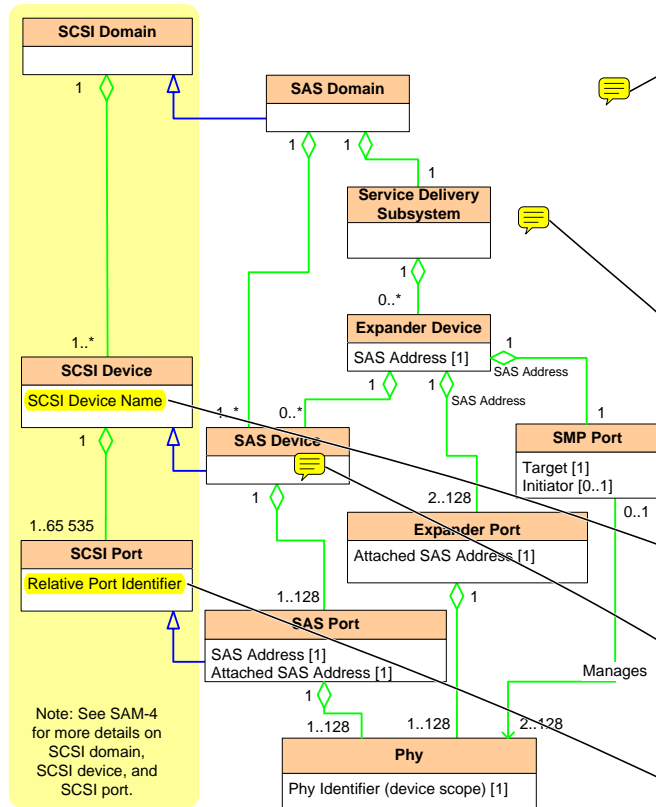 SCSI Domain
1
SAS Domain
1
1
1
Service Delivery
Subsystem
1
0..*
Expander Device
SAS Address [1]
1
SAS Address
1
1
1
SAS Address
1..*
SCSI Device
SCSI Device Name
1
1..*
0..*
SAS Device
1
SMP Port
Target [1]
Initiator [0..1]
0..1
2..128
Expander Port
Attached SAS Address [1]
1
1..65 535
SCSI Port
Relative Port Identifier
1..128
SAS Port
SAS Address [1]
Attached SAS Address [1]
1
Manages
1..128
1..128
2..128
Phy
Phy Identifier (device scope) [1]
Note: See SAM-4
for more details on
SCSI domain,
SCSI device, and
SCSI port.